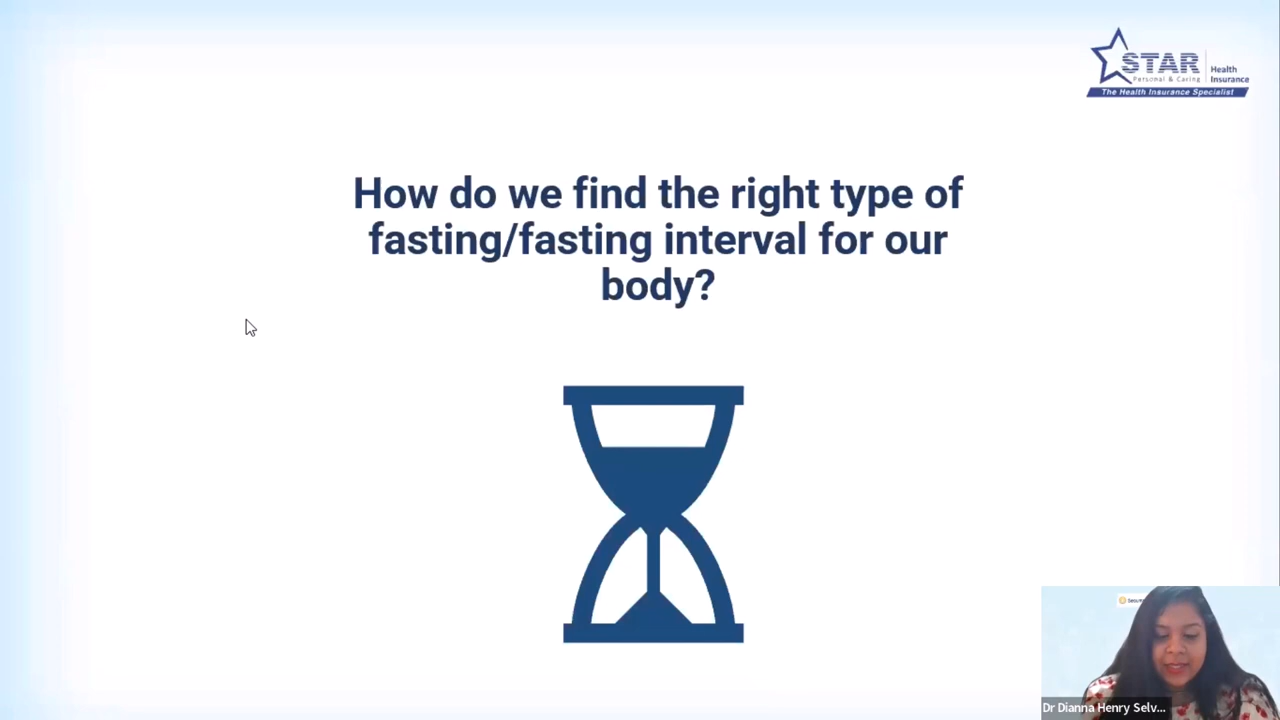 STAR
Personal & Caring
Health
Insurance
The Health Insurance Specialist
How do we find the right type of
fasting/fasting interval for our
body?
Dr Dianna Henry Selv...